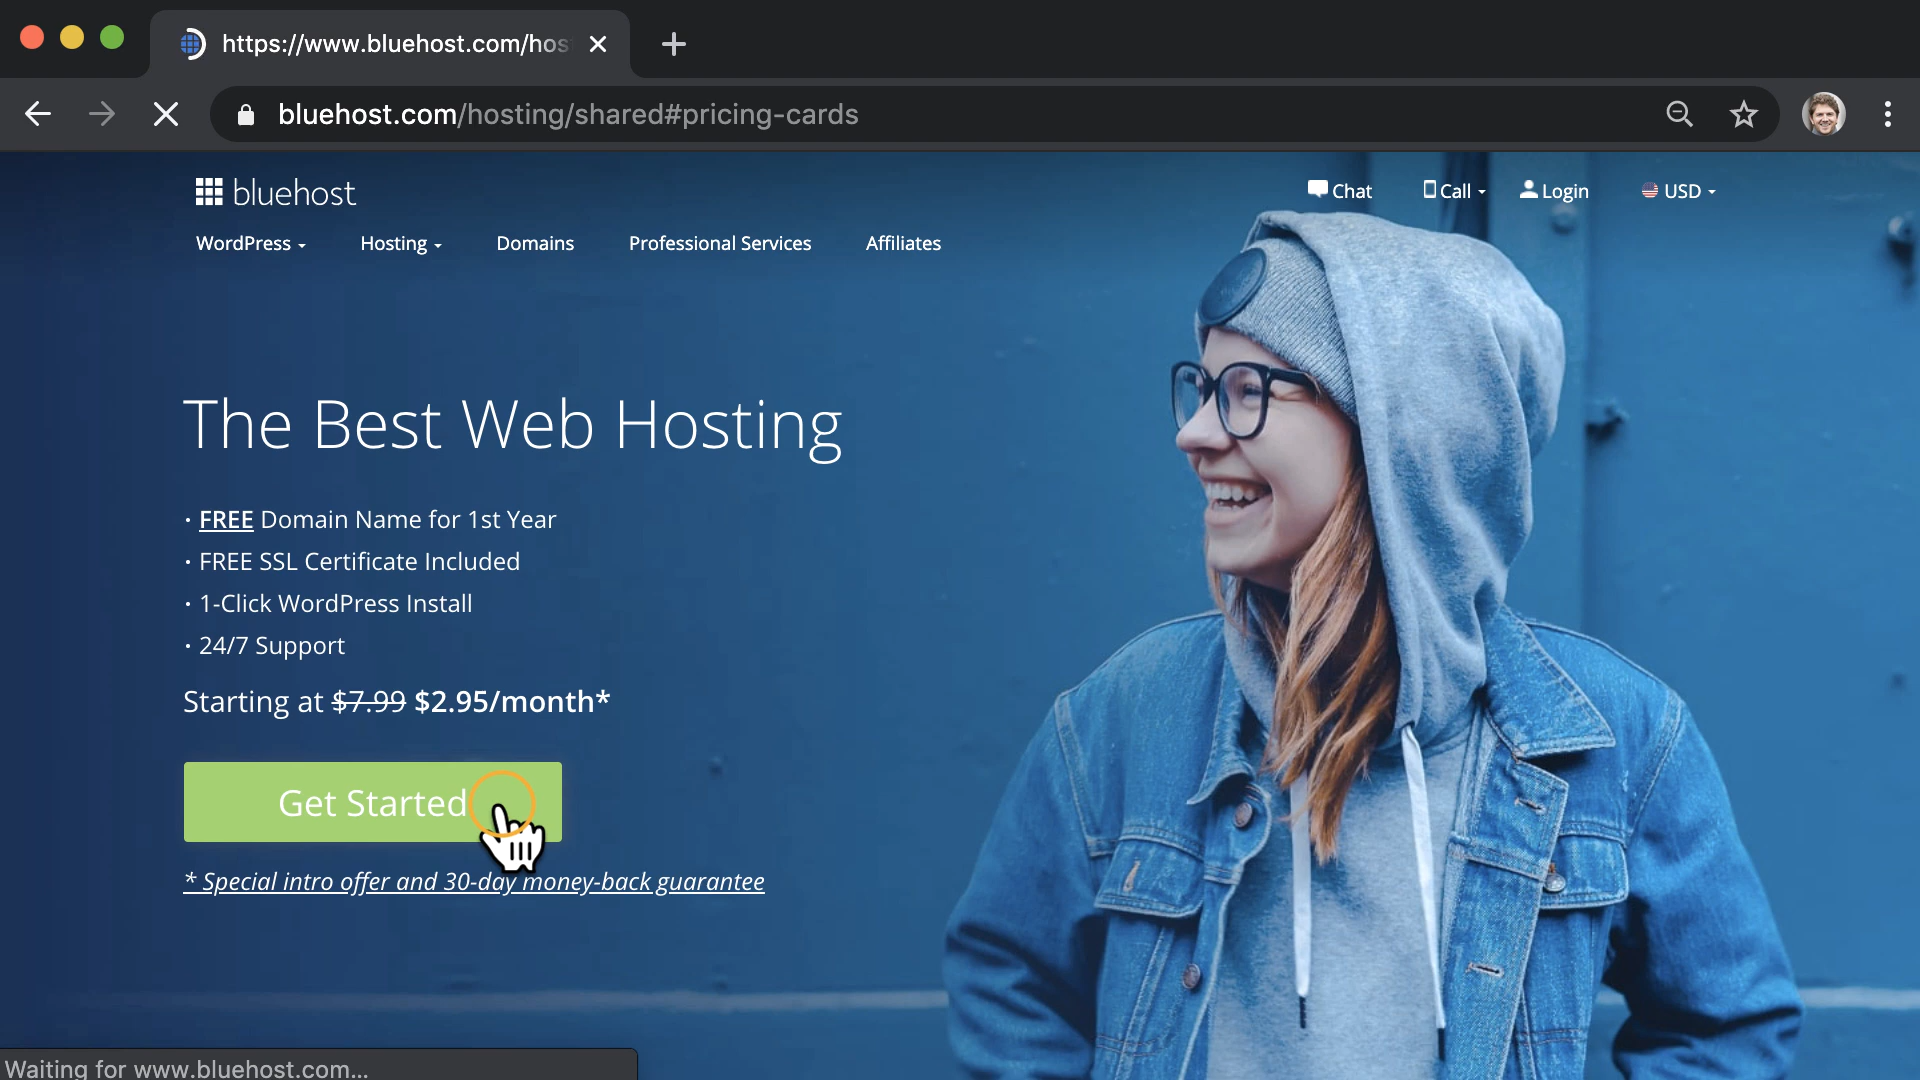 https://www.bluehost.com/hos
bluehost.com/hosting/shared#pricing-cards
bluehost
Chat
Call
Login
USD
WordPress
Hosting
Domains
Professional Services
Affiliates
The Best Web Hosting
· FREE Domain Name for 1st Year
· FREE SSL Certificate Included
· 1-Click WordPress Install
· 24/7 Support
Starting at $7.99 $2.95/month*
Get Started
* Special intro offer and 30-day money-back guarantee
Waiting for www.bluehost.com...